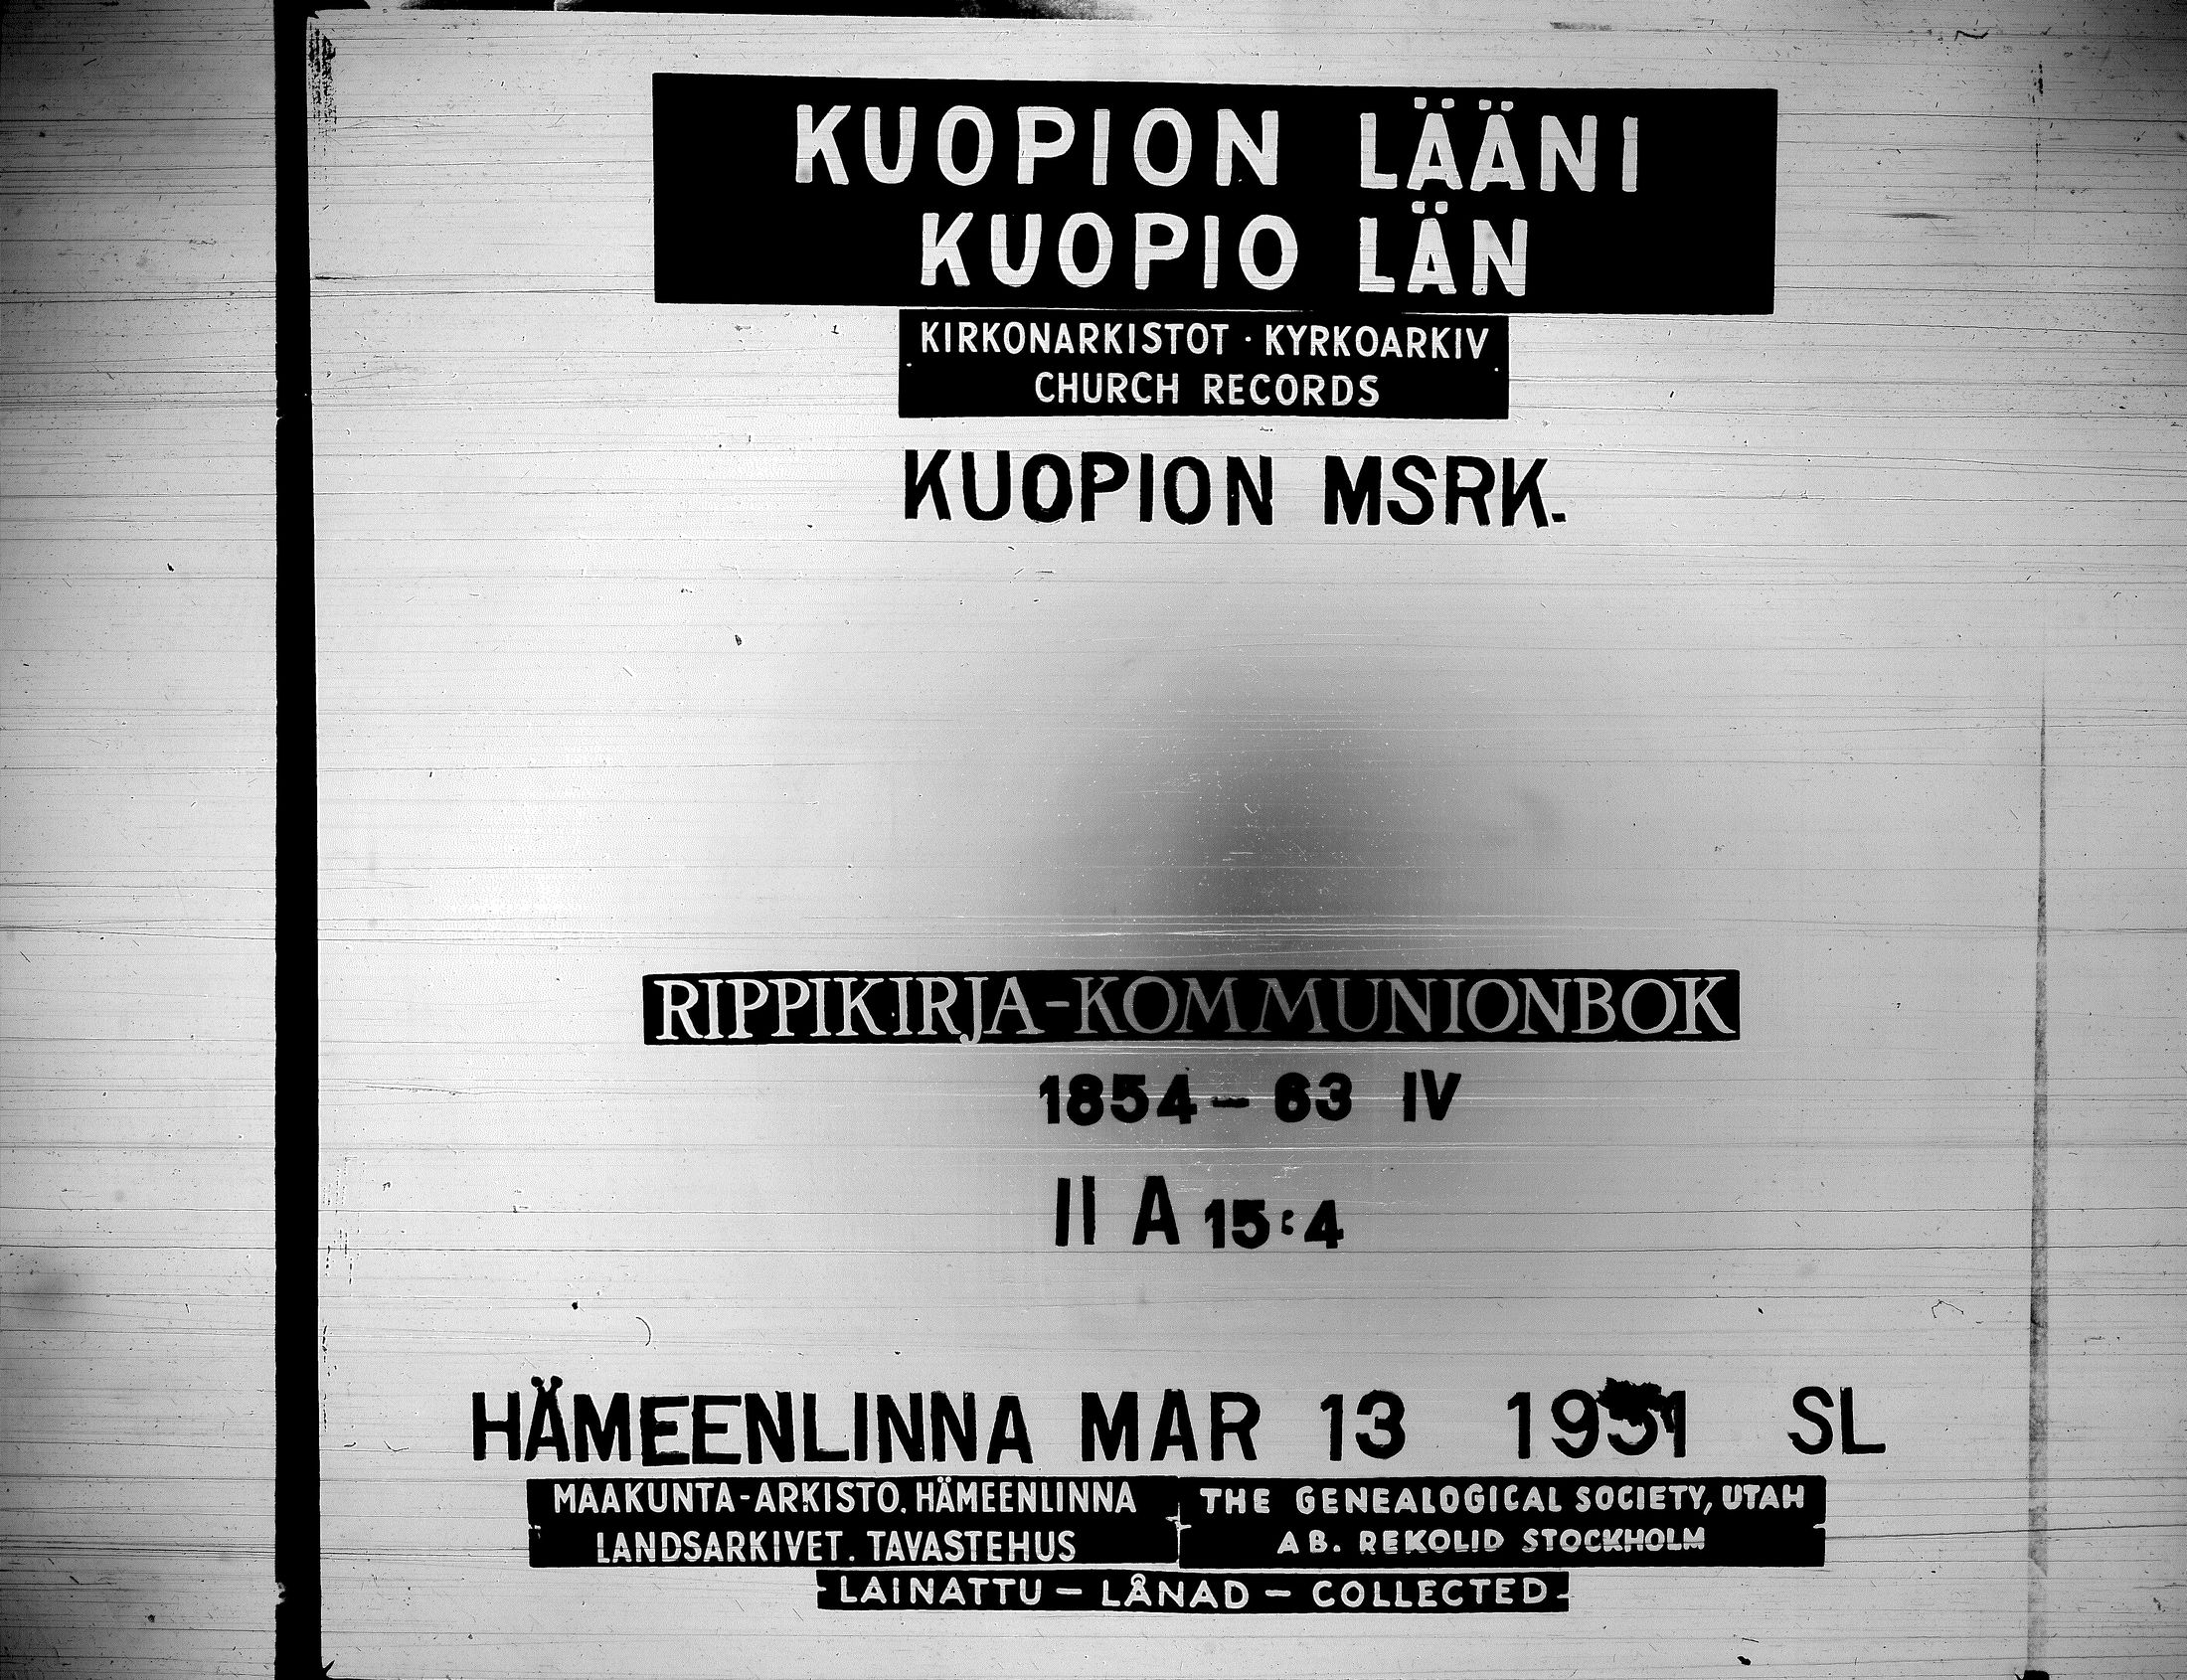 KUOPION LÄÄNI
KUOPIO LÄN
KIRKONARKISTOT · KYRKOARKIV
CHURCH RECORDS
KUOPION MSRK.
RIPPIKIRJA-KOMMUNIONBOK
1854 – 63 IV
II A 15:4
HÄMEENLINNA MAR 13 1951 SL
MAAKUNTA-ARKISTO. HÄMEENLINNA
LANDSARKIVET. TAVASTEHUS
THE GENEALOGICAL SOCIETY, UTAH
AB. REKOLID STOCKHOLM
LAINATTU – LÅNAD – COLLECTED